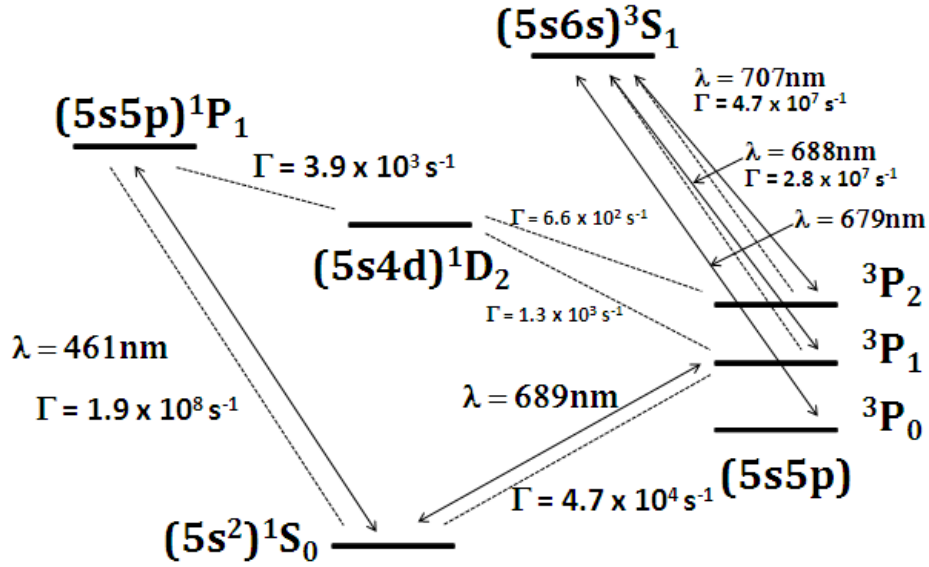 (5s6s)³S₁
λ = 707nm
Γ = 4.7 x 10⁷ s⁻¹
(5s5p)¹P₁
λ = 688nm
Γ = 2.8 x 10⁷ s⁻¹
Γ = 3.9 x 10³ s⁻¹
Γ = 6.6 x 10² s⁻¹
λ = 679nm
(5s4d)¹D₂
³P₂
Γ = 1.3 x 10³ s⁻¹
λ = 461nm
³P₁
Γ = 1.9 x 10⁸ s⁻¹
λ = 689nm
³P₀
(5s5p)
Γ = 4.7 x 10⁴ s⁻¹
(5s²)¹S₀